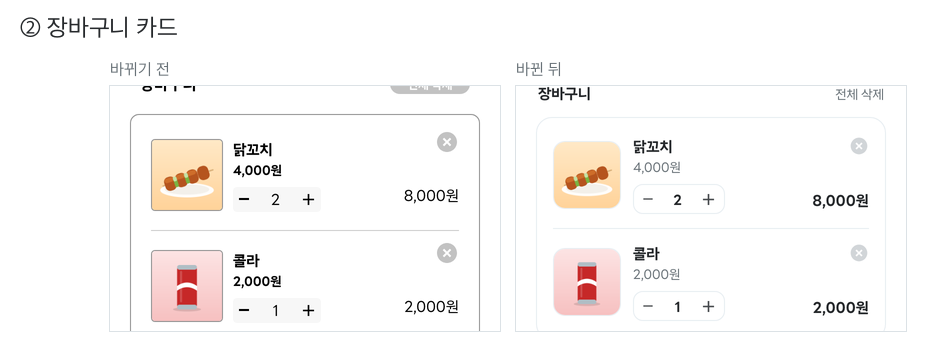 ② 장바구니 카드
바뀌기 전
바뀐 뒤
닭꼬치
4,000원
2
8,000원
콜라
2,000원
1
2,000원
장바구니
전체 삭제
닭꼬치
4,000원
2
8,000원
콜라
2,000원
1
2,000원